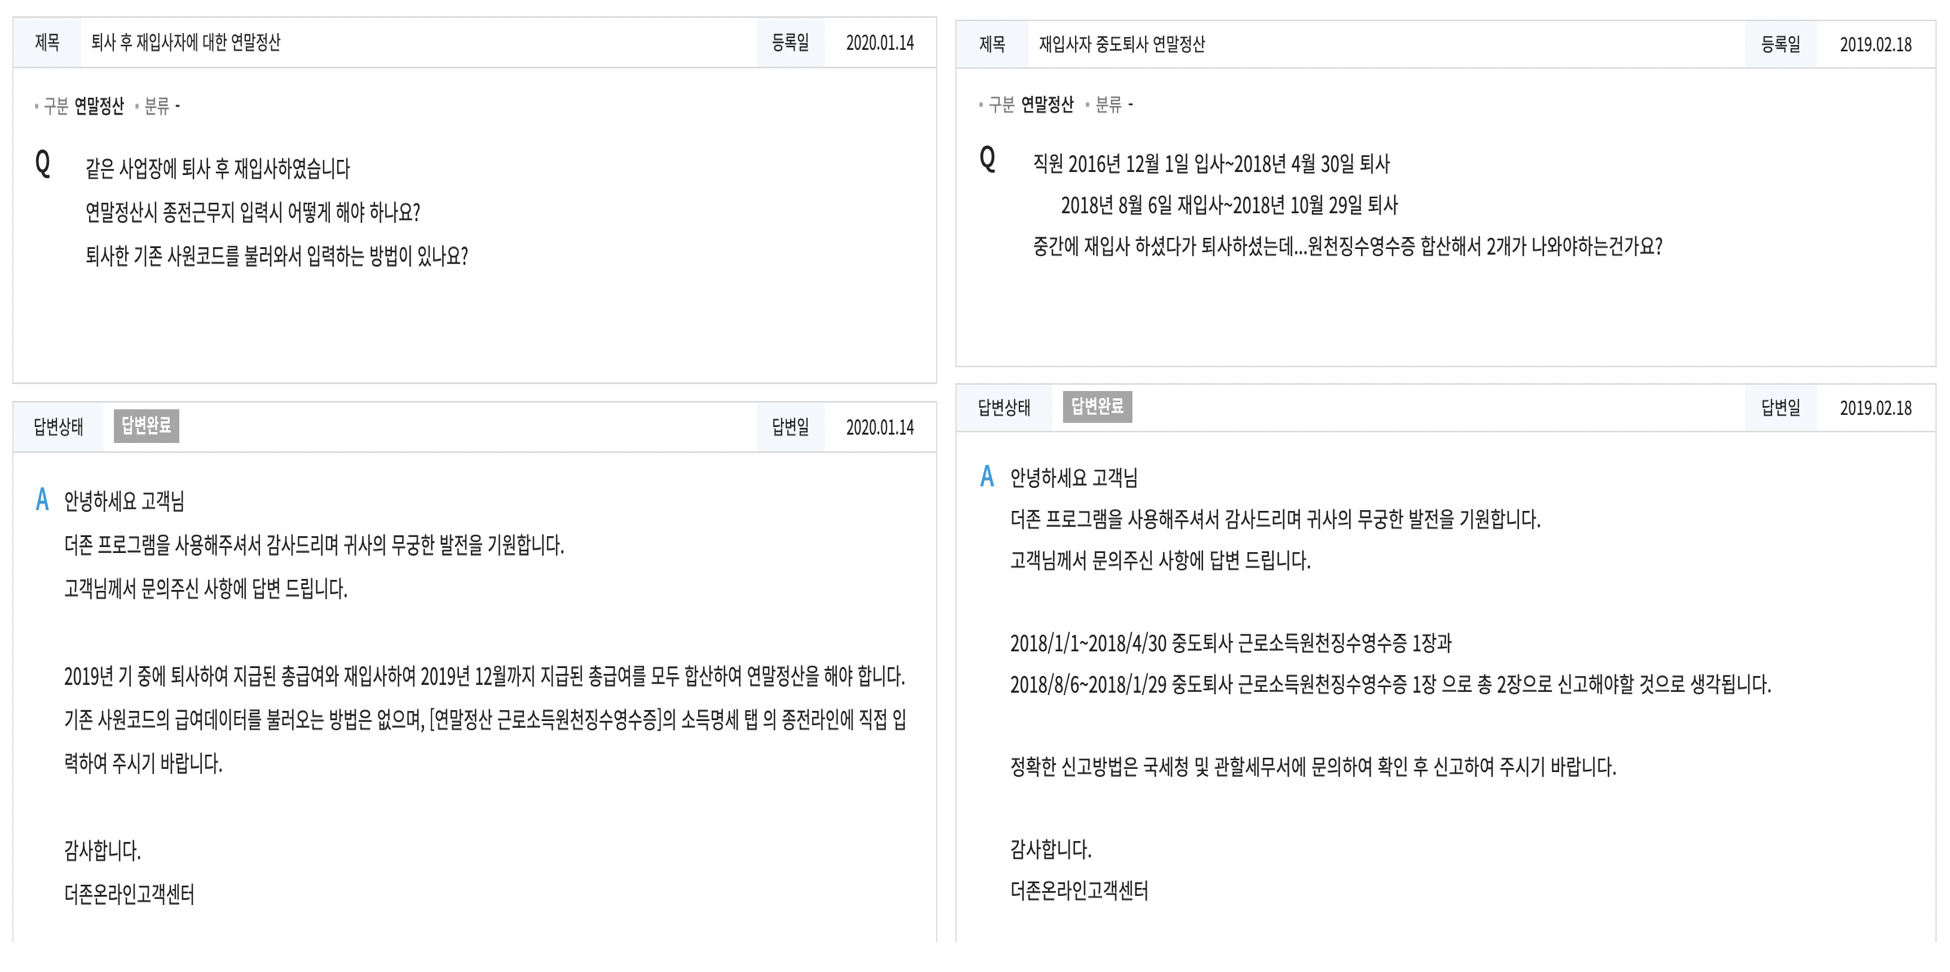 제목 퇴사 후 재입사자에 대한 연말정산 등록일 2020.01.14
구분 연말정산 분류 -
Q 같은 사업장에 퇴사 후 재입사하였습니다
연말정산시 종전근무지 입력시 어떻게 해야 하나요?
퇴사한 기존 사원코드를 불러와서 입력하는 방법이 있나요?
답변상태 답변완료 답변일 2020.01.14
A 안녕하세요 고객님
더존 프로그램을 사용해주셔서 감사드리며 귀사의 무궁한 발전을 기원합니다.
고객님께서 문의주신 사항에 답변 드립니다.
2019년 기 중에 퇴사하여 지급된 총급여와 재입사하여 2019년 12월까지 지급된 총급여를 모두 합산하여 연말정산을 해야 합니다.
기존 사원코드의 급여데이터를 불러오는 방법은 없으며, [연말정산 근로소득원천징수영수증]의 소득명세 탭 의 종전라인에 직접 입
력하여 주시기 바랍니다.
감사합니다.
더존온라인고객센터
제목 재입사자 중도퇴사 연말정산 등록일 2019.02.18
구분 연말정산 분류 -
Q 직원 2016년 12월 1일 입사~2018년 4월 30일 퇴사
2018년 8월 6일 재입사~2018년 10월 29일 퇴사
중간에 재입사 하셨다가 퇴사하셨는데...원천징수영수증 합산해서 2개가 나와야하는건가요?
답변상태 답변완료 답변일 2019.02.18
A 안녕하세요 고객님
더존 프로그램을 사용해주셔서 감사드리며 귀사의 무궁한 발전을 기원합니다.
고객님께서 문의주신 사항에 답변 드립니다.
2018/1/1~2018/4/30 중도퇴사 근로소득원천징수영수증 1장과
2018/8/6~2018/1/29 중도퇴사 근로소득원천징수영수증 1장 으로 총 2장으로 신고해야할 것으로 생각됩니다.
정확한 신고방법은 국세청 및 관할세무서에 문의하여 확인 후 신고하여 주시기 바랍니다.
감사합니다.
더존온라인고객센터